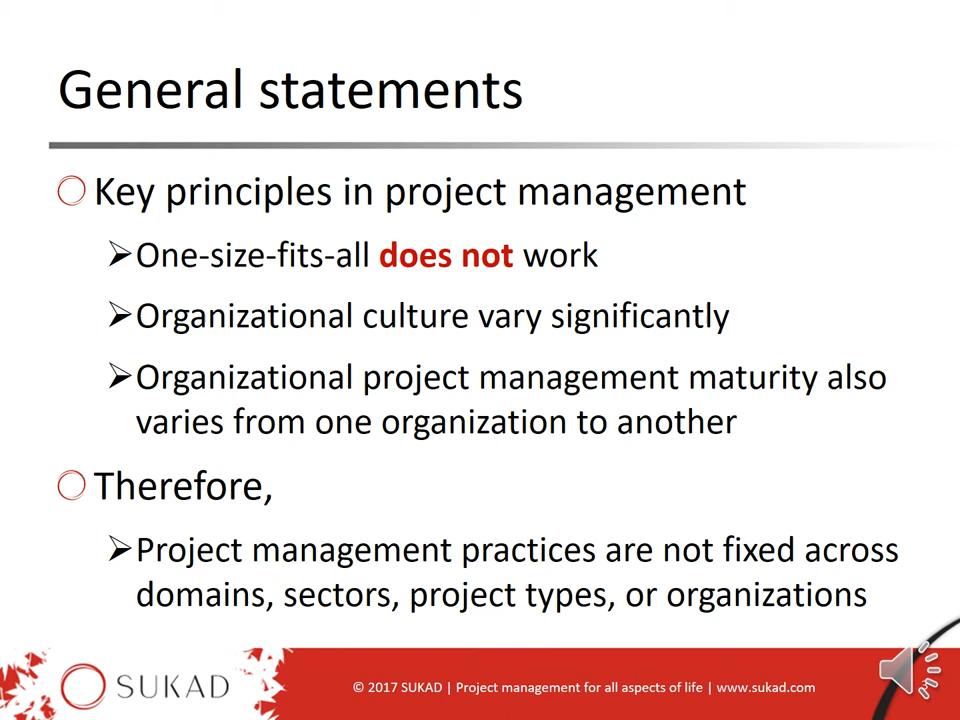 General statements
Key principles in project management
One-size-fits-all does not work
Organizational culture vary significantly
Organizational project management maturity also
varies from one organization to another
Therefore,
Project management practices are not fixed across
domains, sectors, project types, or organizations
SUKAD
© 2017 SUKAD | Project management for all aspects of life | www.sukad.com